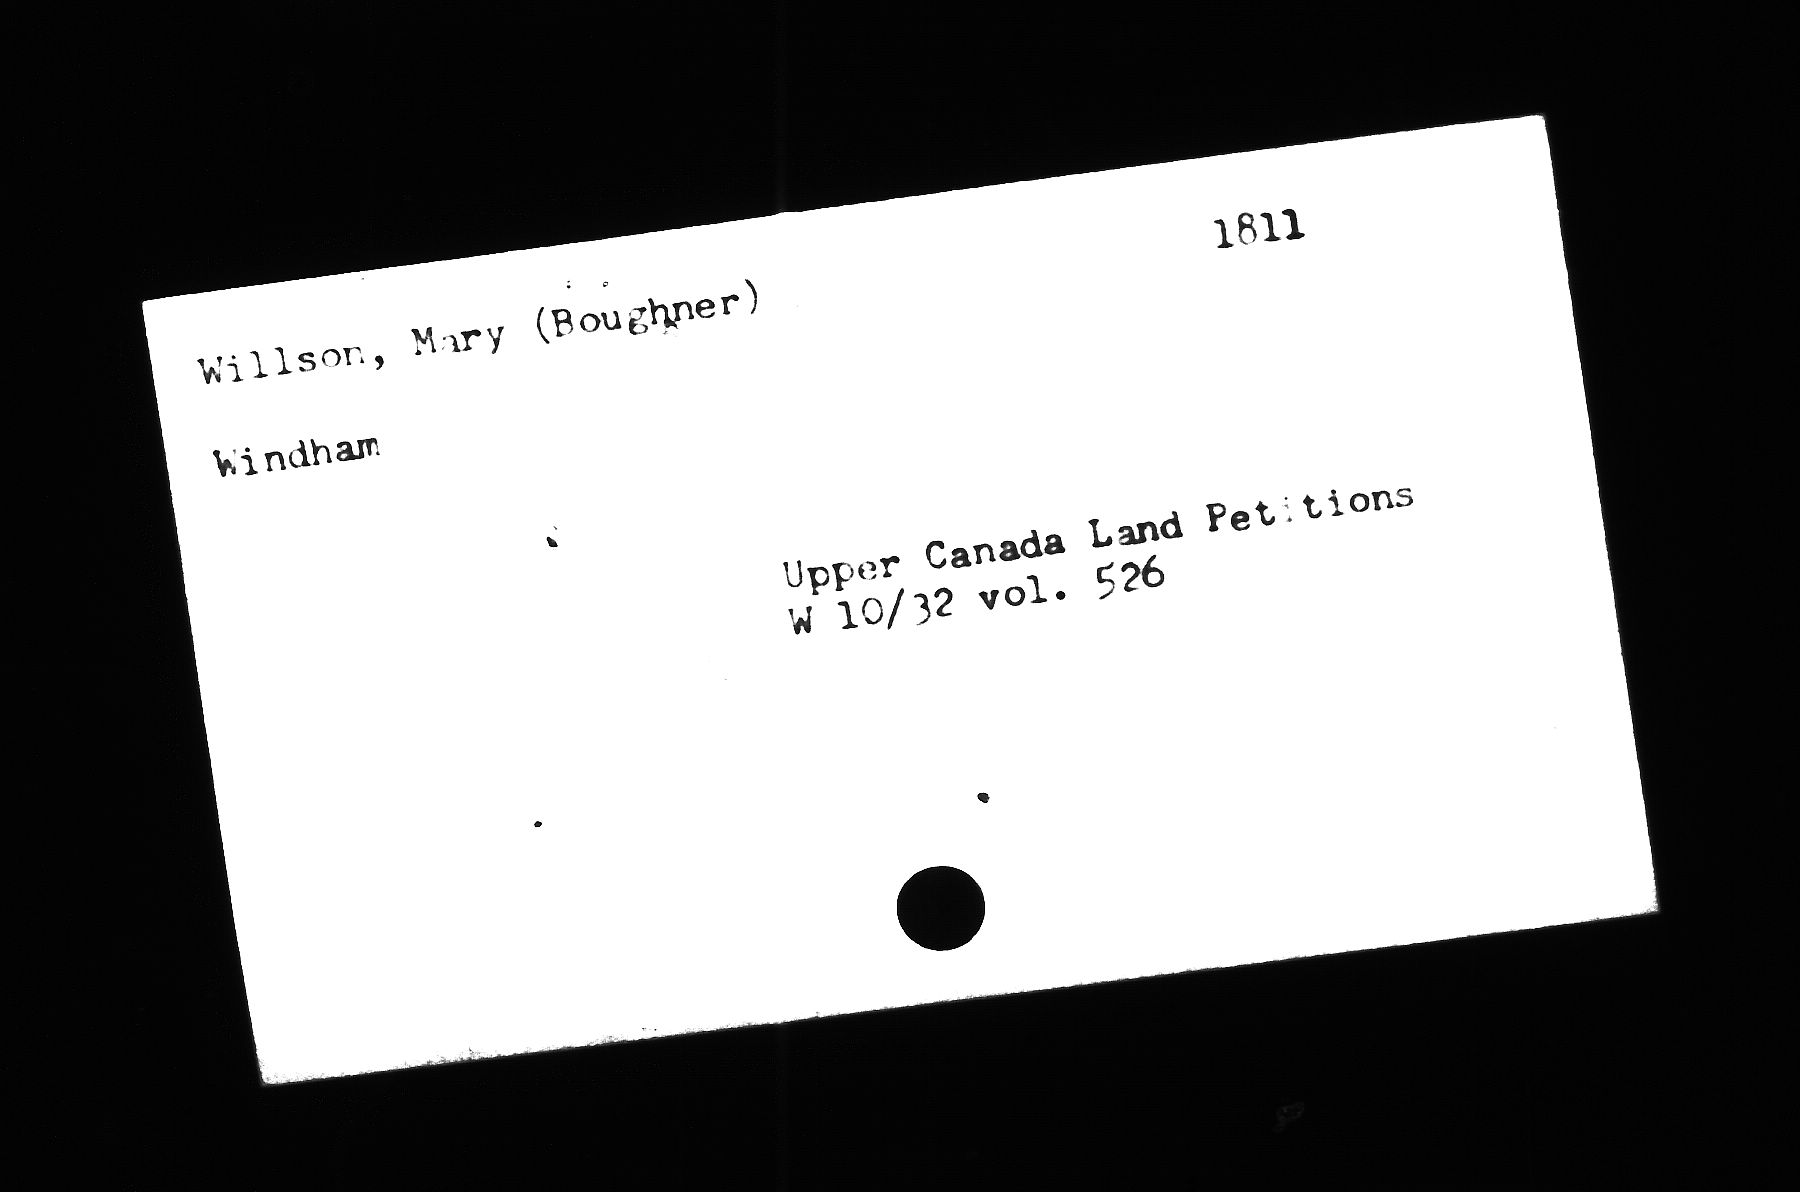 1811
Willson, Mary (Boughner)
Windham
Upper Canada Land Petitions
W 10/32 vol. 526